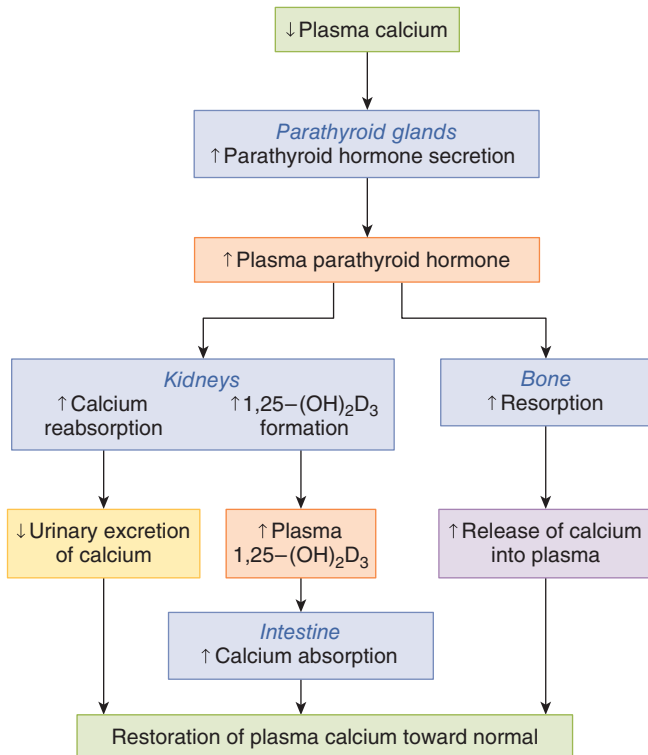 ↓ Plasma calcium
Parathyroid glands
↑ Parathyroid hormone secretion
↑ Plasma parathyroid hormone
Kidneys
↑ Calcium
reabsorption
↑ 1,25–(OH)₂D₃
formation
Bone
↑ Resorption
↓ Urinary excretion
of calcium
↑ Plasma
1,25–(OH)₂D₃
↑ Release of calcium
into plasma
Intestine
↑ Calcium absorption
Restoration of plasma calcium toward normal